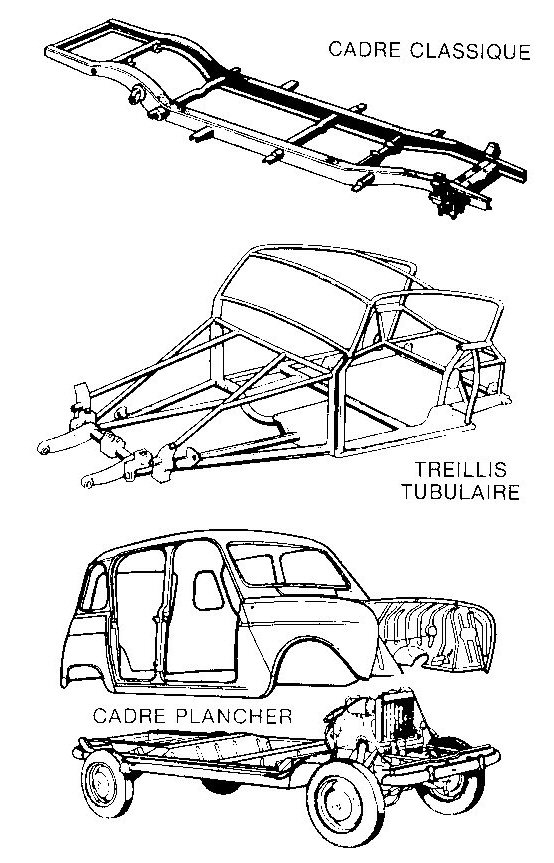 CADRE CLASSIQUE
TREILLIS
TUBULAIRE
CADRE PLANCHER